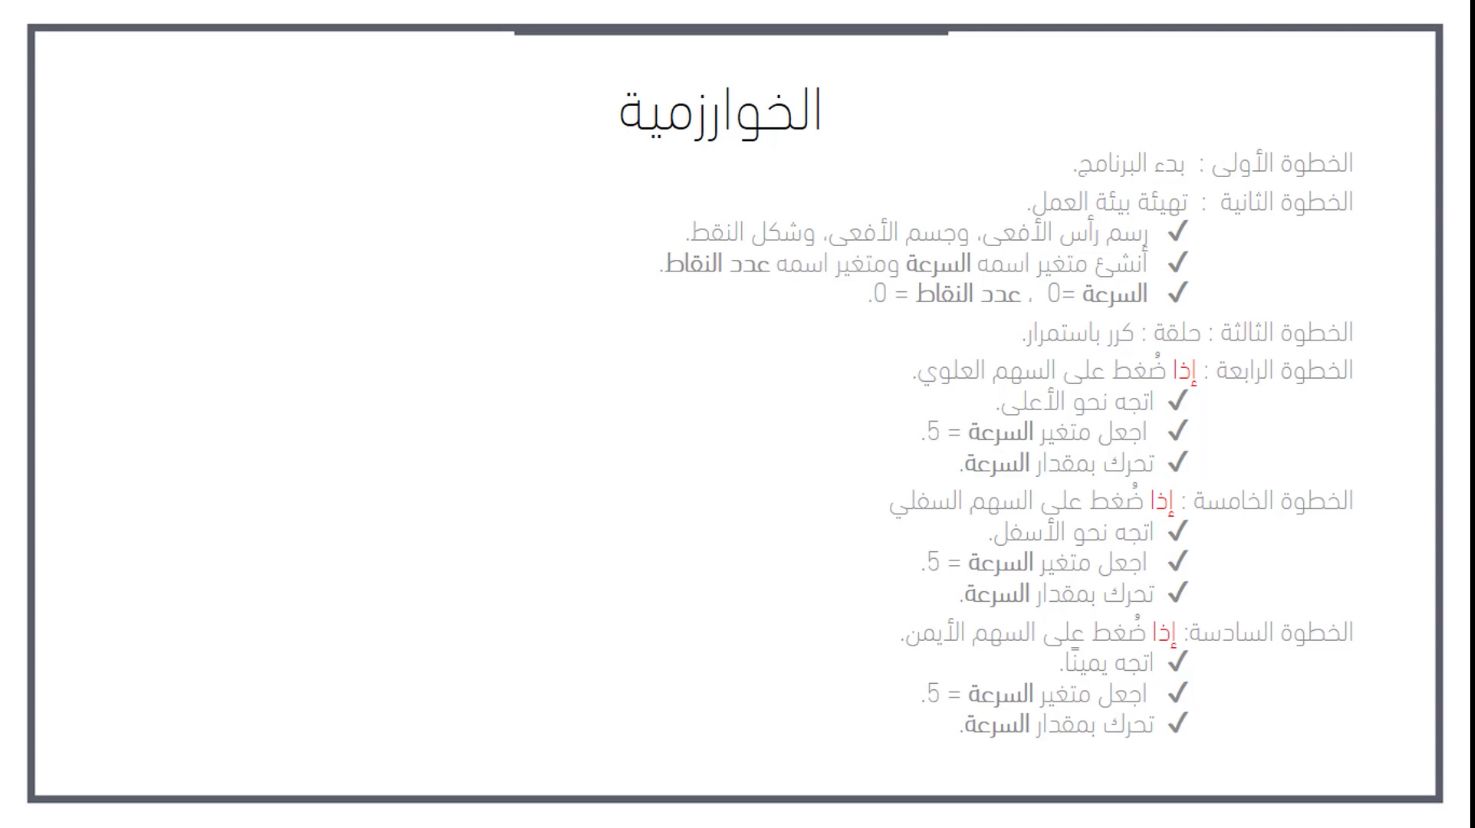 الخوارزمية
الخطوة الأولى : بدء البرنامج.
الخطوة الثانية : تهيئة بيئة العمل.
✓ رسم رأس الأفعى، وجسم الأفعى، وشكل النقط.
✓ أنشئ متغير اسمه السرعة ومتغير اسمه عدد النقاط.
✓ السرعة =0 ، عدد النقاط = 0.
الخطوة الثالثة : حلقة : كرر باستمرار.
الخطوة الرابعة : إذا ضُغط على السهم العلوي.
✓ اتجه نحو الأعلى.
✓ اجعل متغير السرعة = 5.
✓ تحرك بمقدار السرعة.
الخطوة الخامسة : إذا ضُغط على السهم السفلي
✓ اتجه نحو الأسفل.
✓ اجعل متغير السرعة = 5.
✓ تحرك بمقدار السرعة.
الخطوة السادسة: إذا ضُغط على السهم الأيمن.
✓ اتجه يمينًا.
✓ اجعل متغير السرعة = 5.
✓ تحرك بمقدار السرعة.